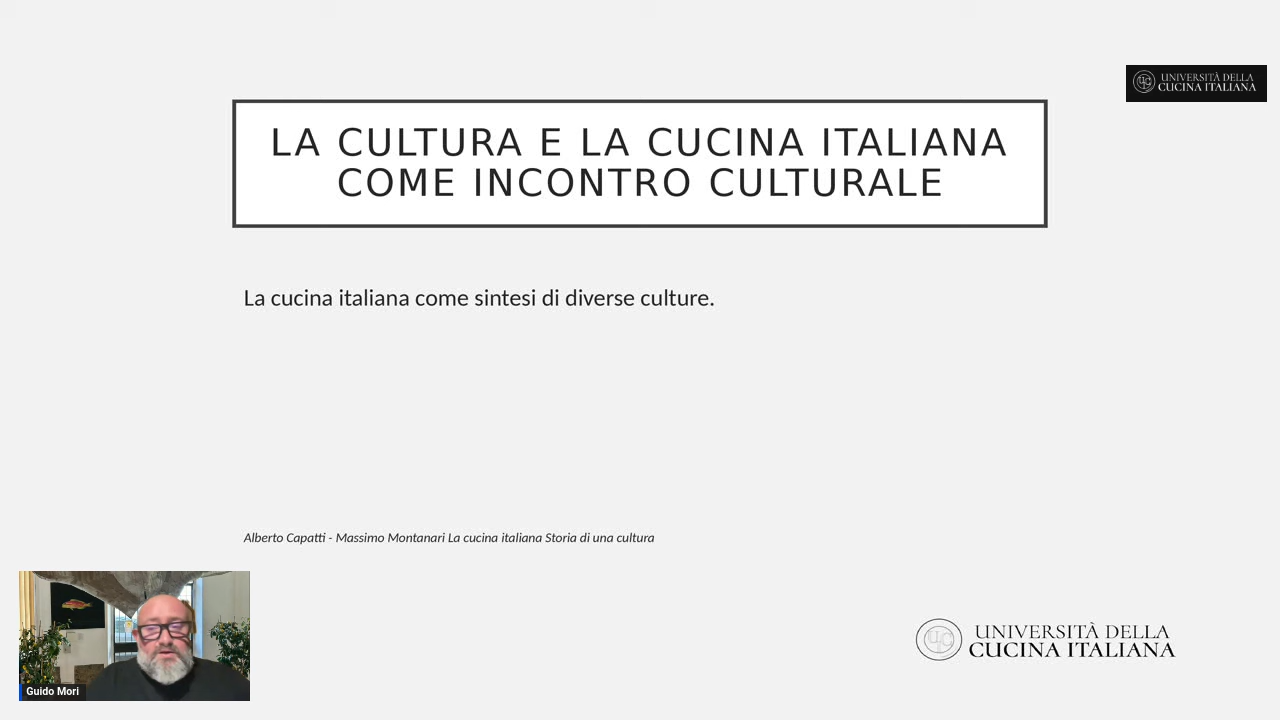 UNIVERSITÀ DELLA
CUCINA ITALIANA
LA CULTURA E LA CUCINA ITALIANA
COME INCONTRO CULTURALE
La cucina italiana come sintesi di diverse culture.
Alberto Capatti - Massimo Montanari La cucina italiana Storia di una cultura
Guido Mori
UNIVERSITÀ DELLA
CUCINA ITALIANA